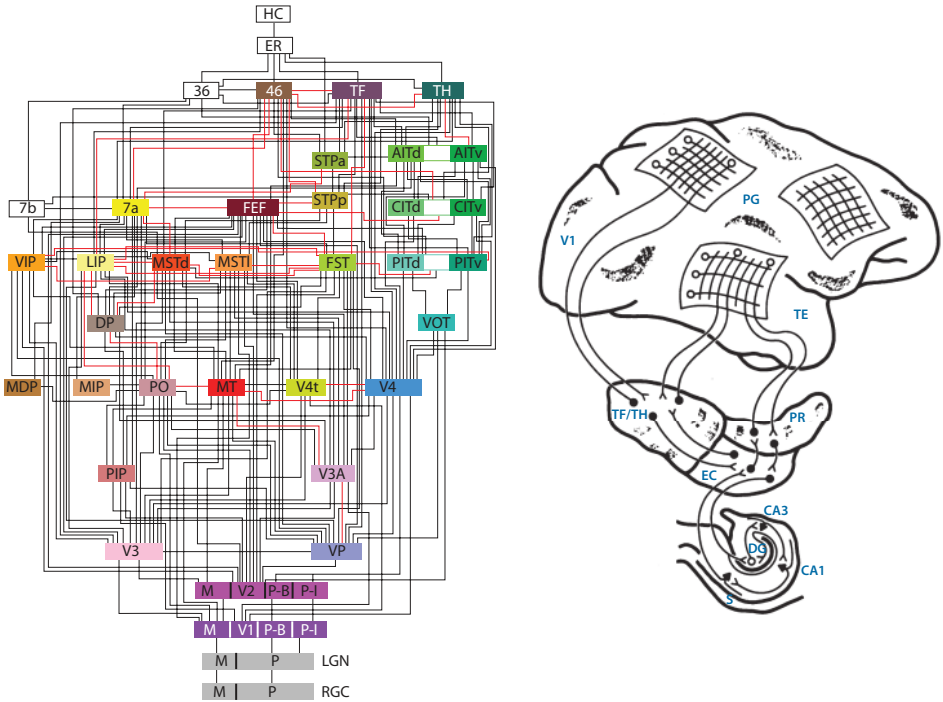 HC
ER
36 46 TF TH
STPa AITd AITv
7b 7a FEF STPp CITd CITv
VIP LIP MSTd MSTl FST PITd PITv
DP VOT
MDP MIP PO MT V4t V4
PIP V3A
V3 VP
M V2 P-B P-I
M V1 P-B P-I
M P LGN
M P RGC
PG
V1
TE
TF/TH PR
EC
CA3
DG
CA1
S